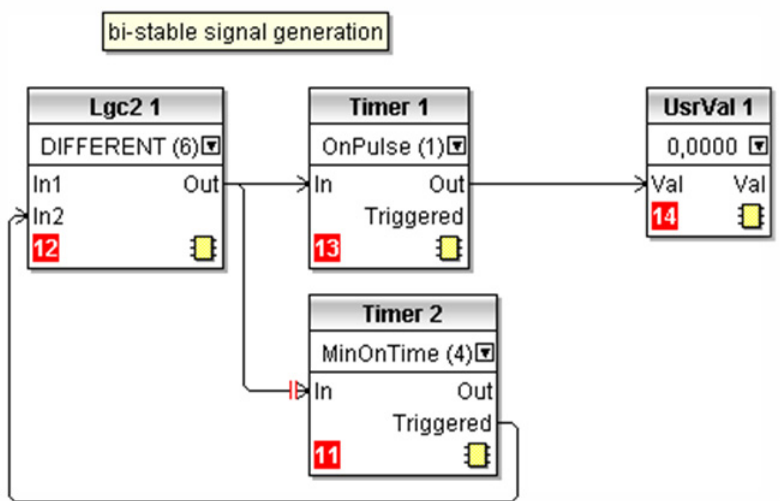 bi-stable signal generation
Lgc2 1
DIFFERENT (6)
In1 Out
In2
12
Timer 1
OnPulse (1)
In Out
Triggered
13
UsrVal 1
0,0000
Val Val
14
Timer 2
MinOnTime (4)
In Out
Triggered
11